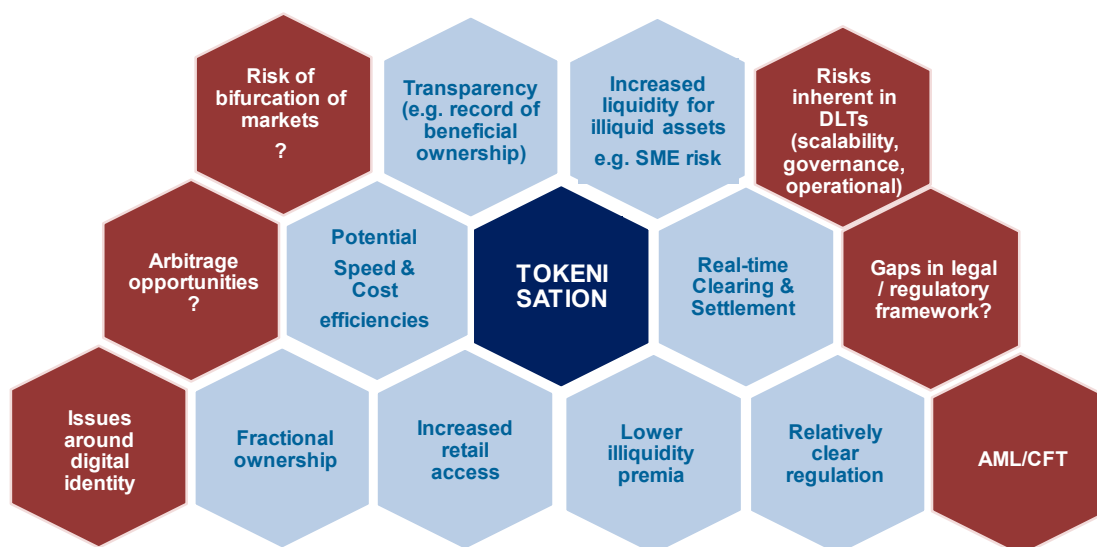 Risk of
bifurcation of
markets
?
Transparency
(e.g. record of
beneficial
ownership)
Increased
liquidity for
illiquid assets
e.g. SME risk
Risks
inherent in
DLTs
(scalability,
governance,
operational)
Arbitrage
opportunities
?
Potential
Speed &
Cost
efficiencies
TOKENI
SATION
Real-time
Clearing &
Settlement
Gaps in legal
/ regulatory
framework?
Issues
around
digital
identity
Fractional
ownership
Increased
retail
access
Lower
illiquidity
premia
Relatively
clear
regulation
AML/CFT